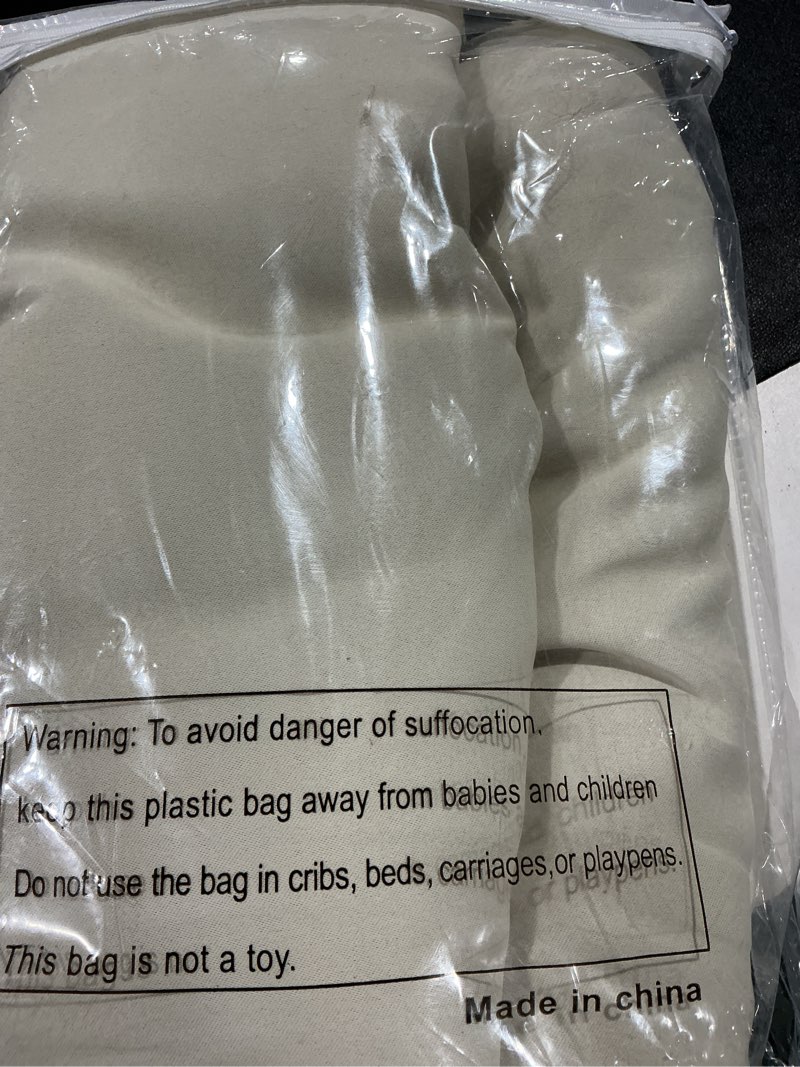 Warning: To avoid danger of suffocation,
keep this plastic bag away from babies and children
Do not use the bag in cribs, beds, carriages,or playpens.
This bag is not a toy.
Made in china